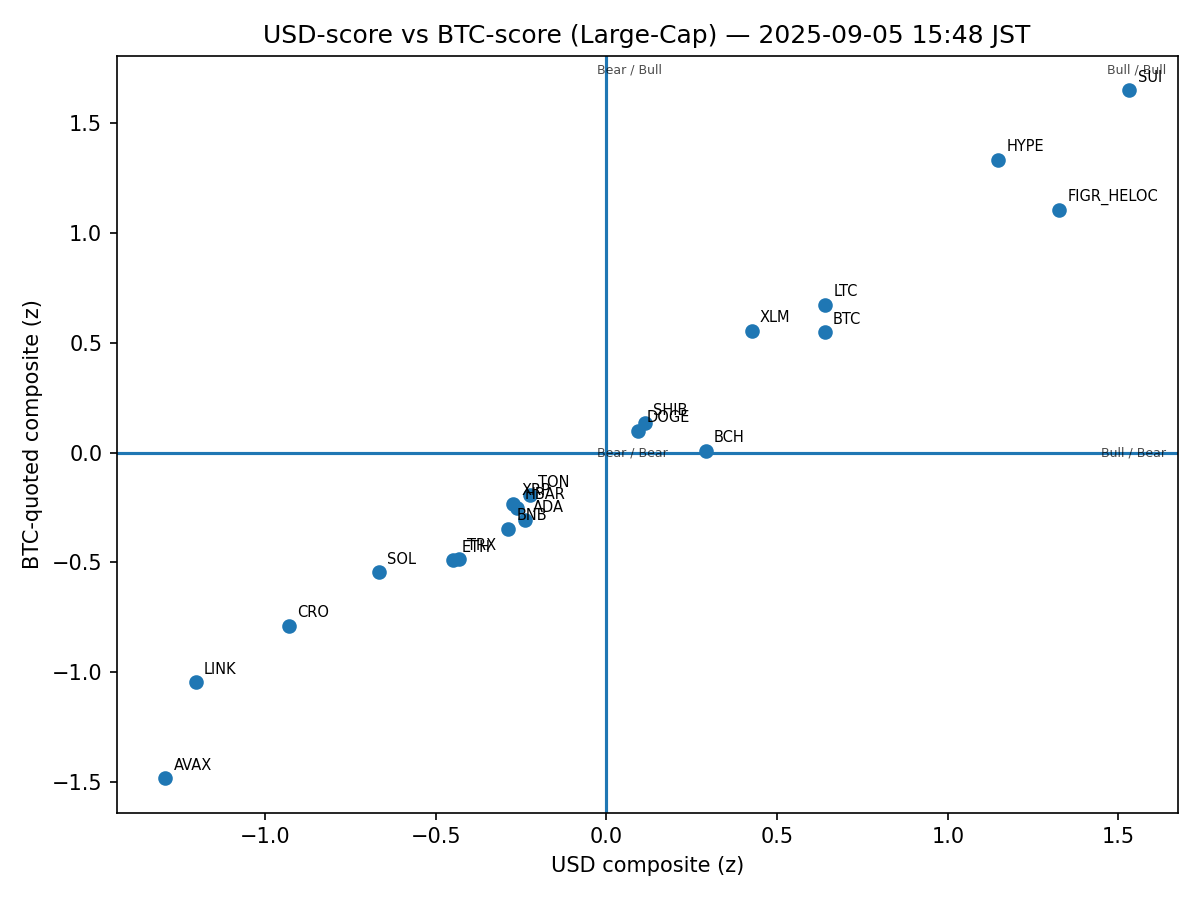 USD-score vs BTC-score (Large-Cap) — 2025-09-05 15:48 JST
Bear / Bull
Bull / Bull
SUI
1.5
HYPE
FIGR_HELOC
1.0
LTC
BTC
XLM
0.5
SHIB
DOGE
BCH
0.0
Bear / Bear
Bull / Bear
TON
XRP
HBAR
ADA
BNB
ETH
TRX
−0.5
SOL
CRO
−1.0
LINK
AVAX
−1.5
BTC-quoted composite (z)
−1.0
−0.5
0.0
0.5
1.0
1.5
USD composite (z)